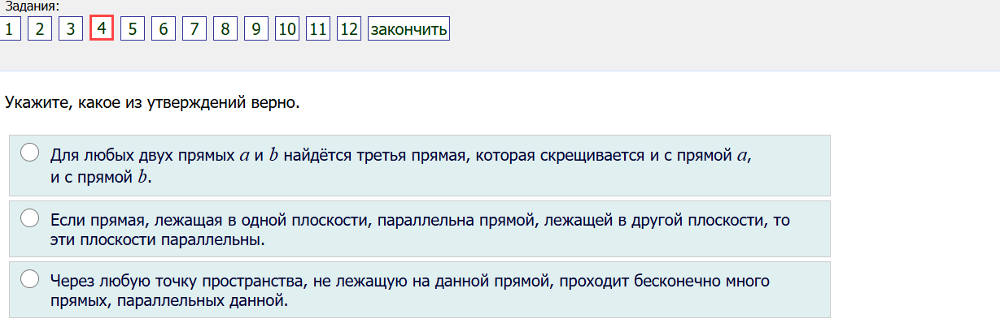 Задания:
1 2 3 4 5 6 7 8 9 10 11 12 закончить
Укажите, какое из утверждений верно.
Для любых двух прямых a и b найдётся третья прямая, которая скрещивается и с прямой a,
и с прямой b.
Если прямая, лежащая в одной плоскости, параллельна прямой, лежащей в другой плоскости, то
эти плоскости параллельны.
Через любую точку пространства, не лежащую на данной прямой, проходит бесконечно много
прямых, параллельных данной.